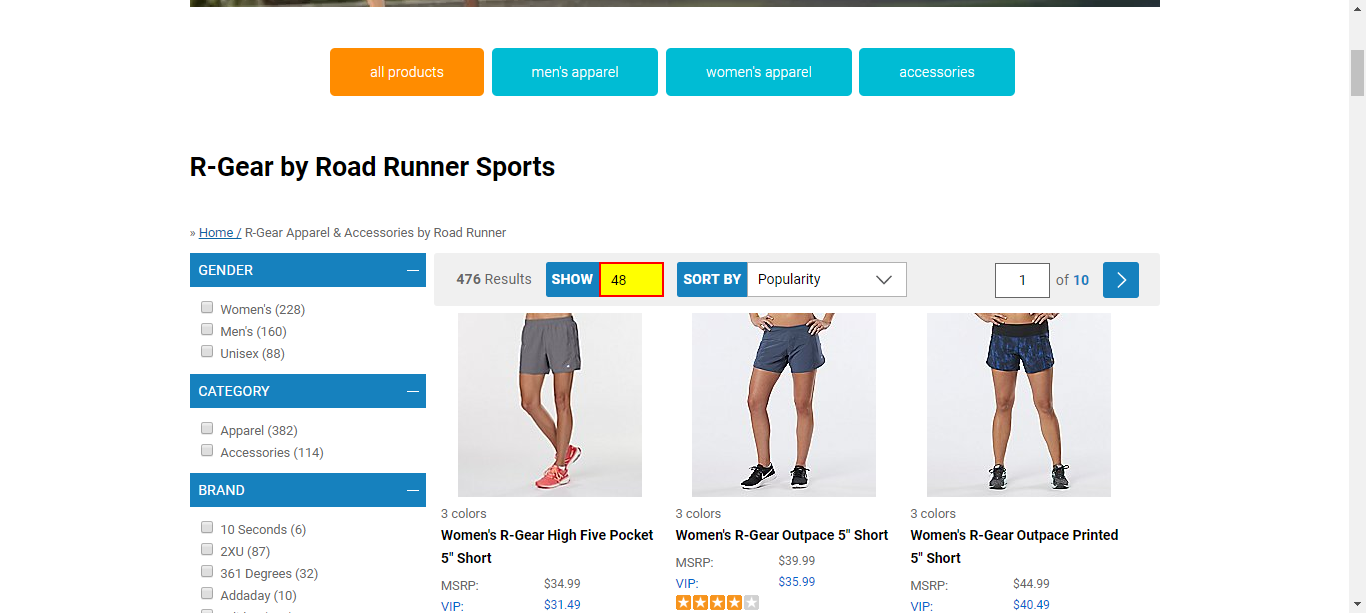 all products
men's apparel
women's apparel
accessories
R-Gear by Road Runner Sports
» Home / R-Gear Apparel & Accessories by Road Runner
GENDER
Women's (228)
Men's (160)
Unisex (88)
CATEGORY
Apparel (382)
Accessories (114)
BRAND
10 Seconds (6)
2XU (87)
361 Degrees (32)
Addaday (10)
476 Results
SHOW 48
SORT BY Popularity
1 of 10
3 colors
Women's R-Gear High Five Pocket
5" Short
MSRP: $34.99
VIP: $31.49
3 colors
Women's R-Gear Outpace 5" Short
MSRP: $39.99
VIP: $35.99
3 colors
Women's R-Gear Outpace Printed
5" Short
MSRP: $44.99
VIP: $40.49